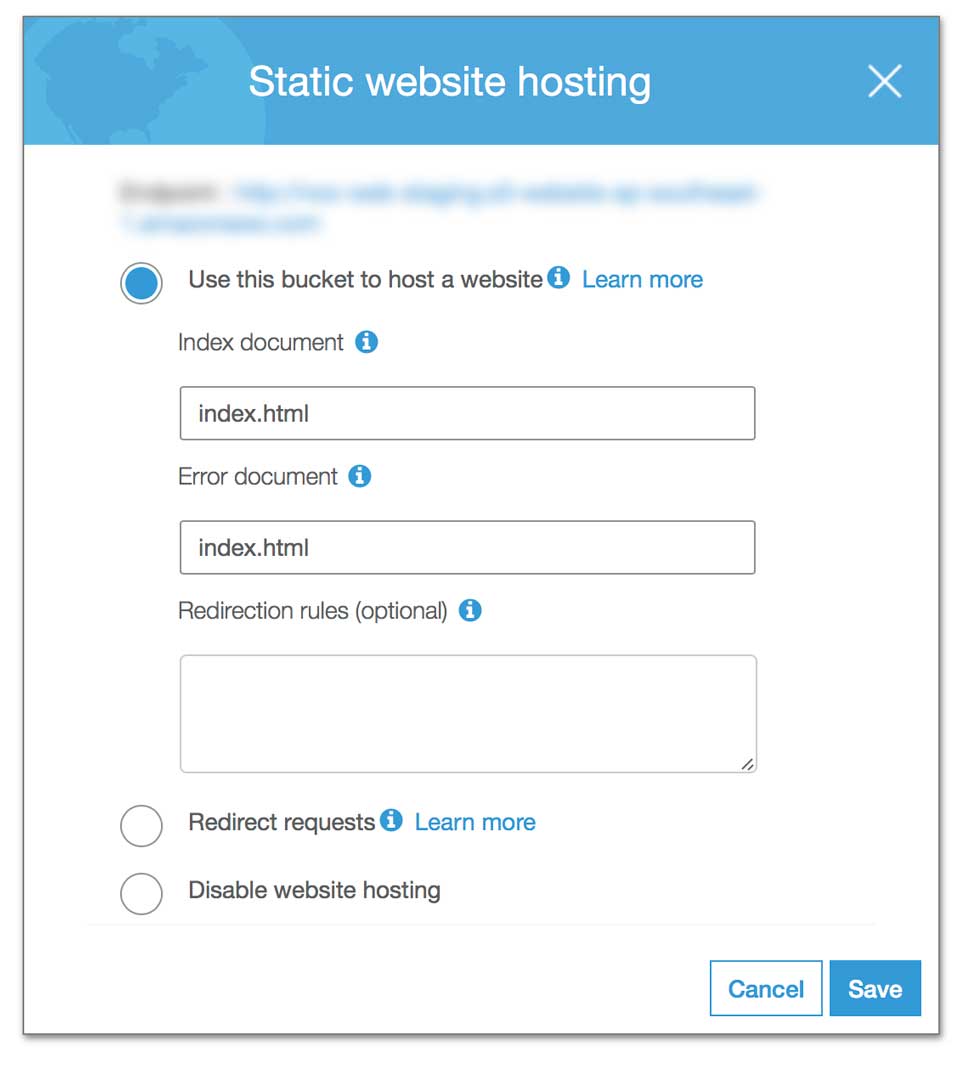 Static website hosting
Use this bucket to host a website Learn more
Index document
index.html
Error document
index.html
Redirection rules (optional)
Redirect requests Learn more
Disable website hosting
Cancel Save